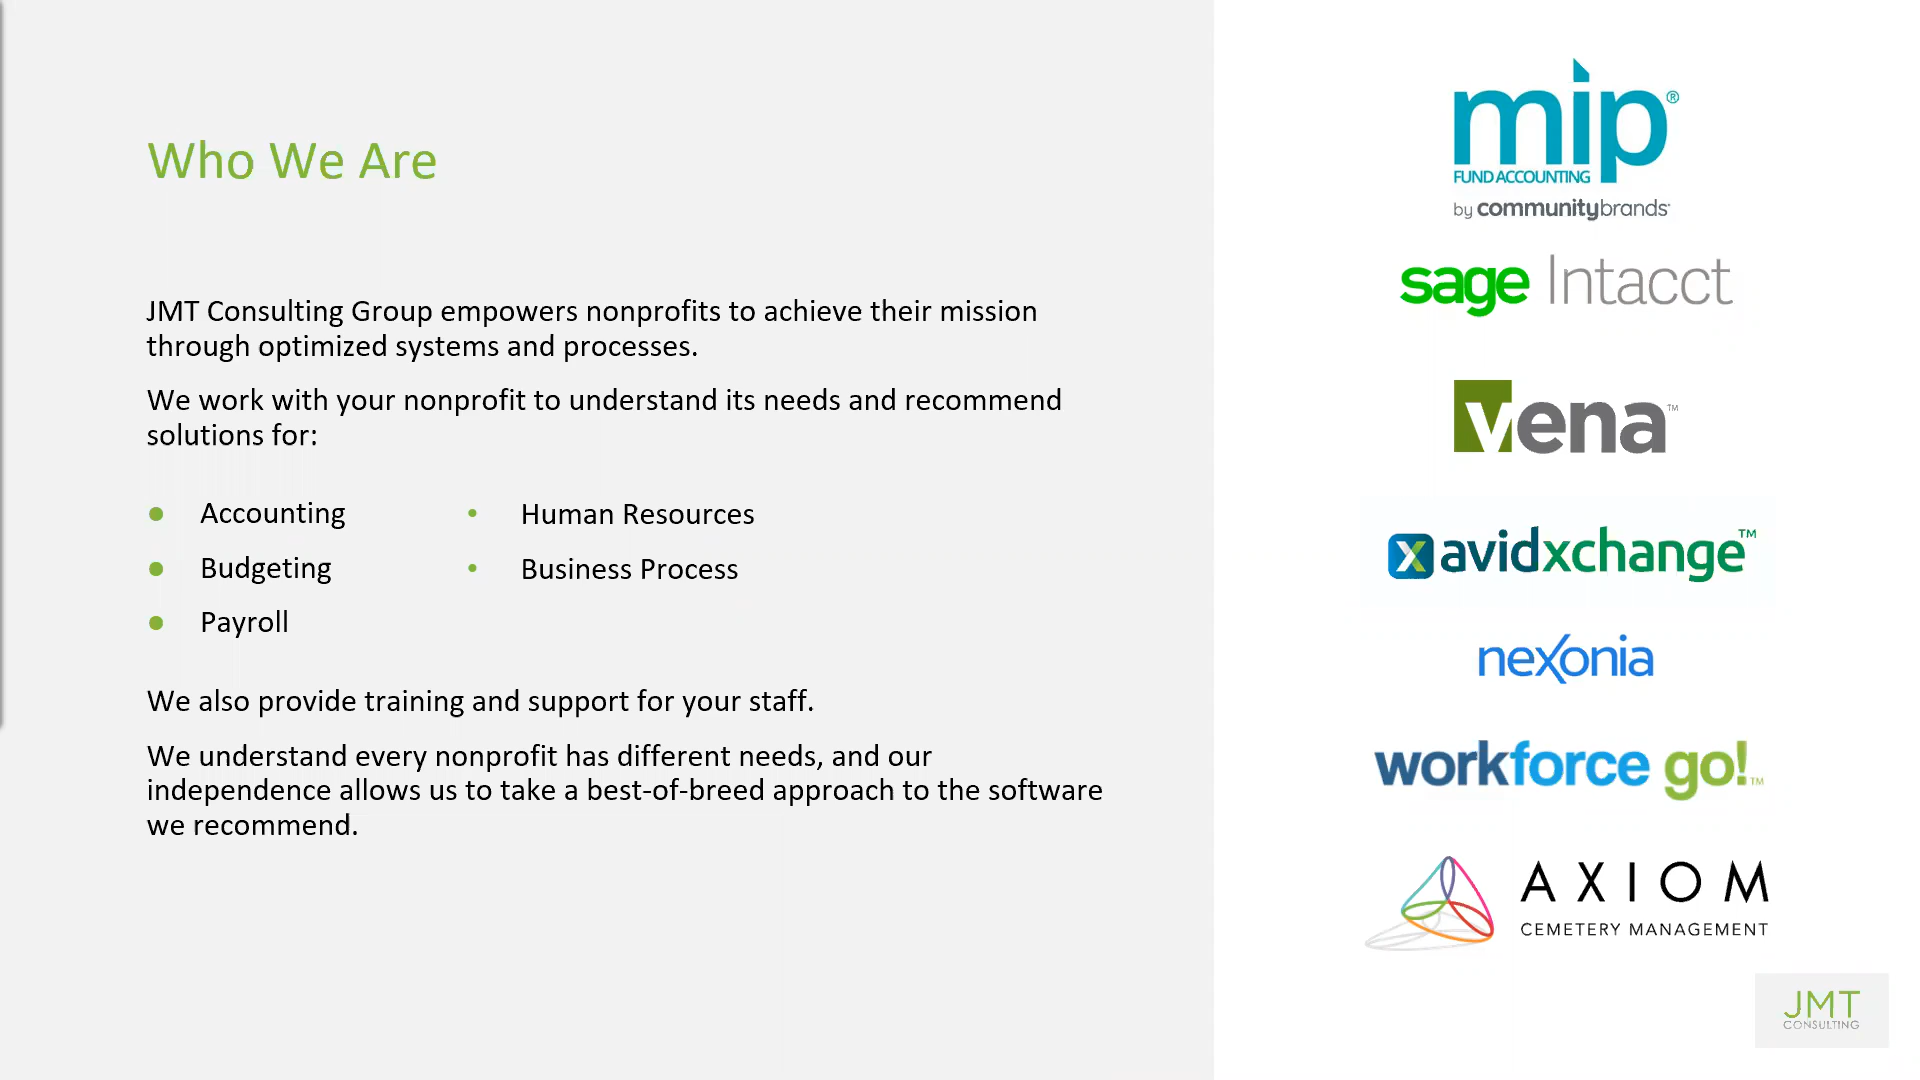 Who We Are
JMT Consulting Group empowers nonprofits to achieve their mission
through optimized systems and processes.
We work with your nonprofit to understand its needs and recommend
solutions for:
● Accounting
● Budgeting
● Payroll
• Human Resources
• Business Process
We also provide training and support for your staff.
We understand every nonprofit has different needs, and our
independence allows us to take a best-of-breed approach to the software
we recommend.
mip®
FUND ACCOUNTING
by communitybrands
sage Intacct
vena™
x avidxchange™
nexonia
workforce go!™
AXIOM
CEMETERY MANAGEMENT
JMT
CONSULTING